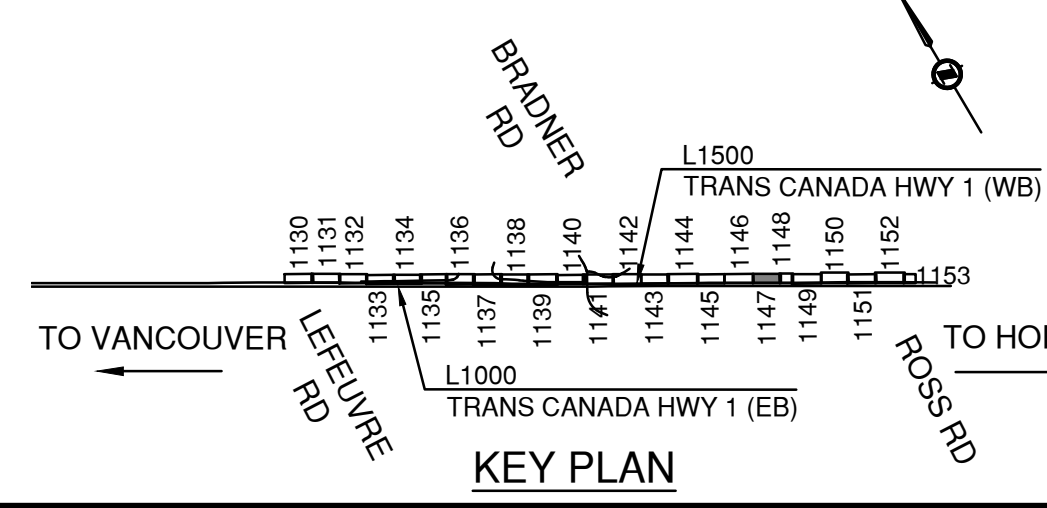 BRADNER
RD
L1500
TRANS CANADA HWY 1 (WB)
1130
1131
1132
1134
1136
1138
1140
1142
1144
1146
1148
1150
1152
1153
1133
1135
1137
1139
1141
1143
1145
1147
1149
1151
TO VANCOUVER
LEFEUVRE
RD
L1000
TRANS CANADA HWY 1 (EB)
ROSS RD
TO
KEY PLAN